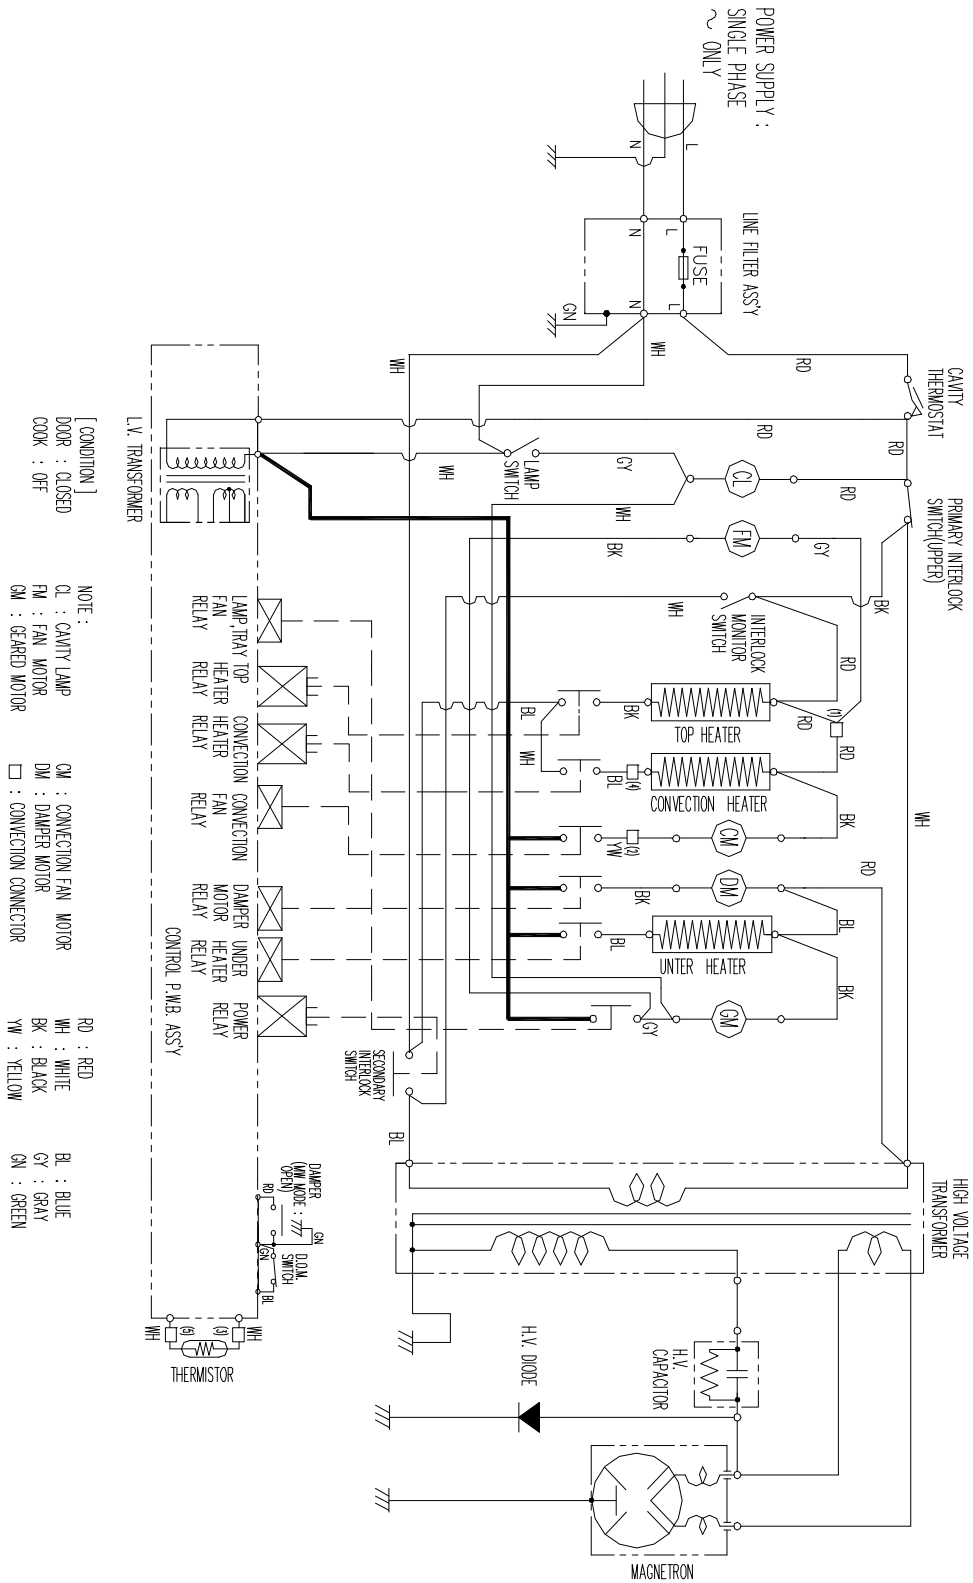 POWER SUPPLY :
SINGLE PHASE
∼ ONLY
N
L
LINE FILTER ASS'Y
L
N
FUSE
L
N
GN
WH
WH
RD
CAVITY
THERMOSTAT
RD
RD
PRIMARY INTERLOCK
SWITCH(UPPER)
WH
LAMP
SWITCH
GY
CL
RD
WH
BK
FM
GY
BK
WH
INTERLOCK
MONITOR
SWITCH
RD
RD
(1)
RD
BL
BK
TOP HEATER
WH
BL
(4)
CONVECTION HEATER
BK
WH
YW
(2)
CM
RD
BK
DM
BL
BL
UNTER HEATER
BK
GY
GM
L.V. TRANSFORMER
LAMP,TRAY
FAN
RELAY
TOP
HEATER
RELAY
CONVECTION
HEATER
RELAY
CONVECTION
FAN
RELAY
DAMPER
MOTOR
RELAY
UNDER
HEATER
RELAY
POWER
RELAY
CONTROL P.W.B. ASS'Y
SECONDARY
INTERLOCK
SWITCH
BL
HIGH VOLTAGE
TRANSFORMER
DAMPER
(MW MODE :
OPEN)
RD
GN
GN
D.O.M.
SWITCH
BL
WH
(5)
(3)
WH
THERMISTOR
H.V. DIODE
H.V.
CAPACITOR
MAGNETRON
[ CONDITION ]
DOOR : CLOSED
COOK : OFF
NOTE :
CL : CAVITY LAMP
FM : FAN MOTOR
GM : GEARED MOTOR
CM : CONVECTION FAN MOTOR
DM : DAMPER MOTOR
□ : CONVECTION CONNECTOR
RD : RED
WH : WHITE
BK : BLACK
YW : YELLOW
BL : BLUE
GY : GRAY
GN : GREEN